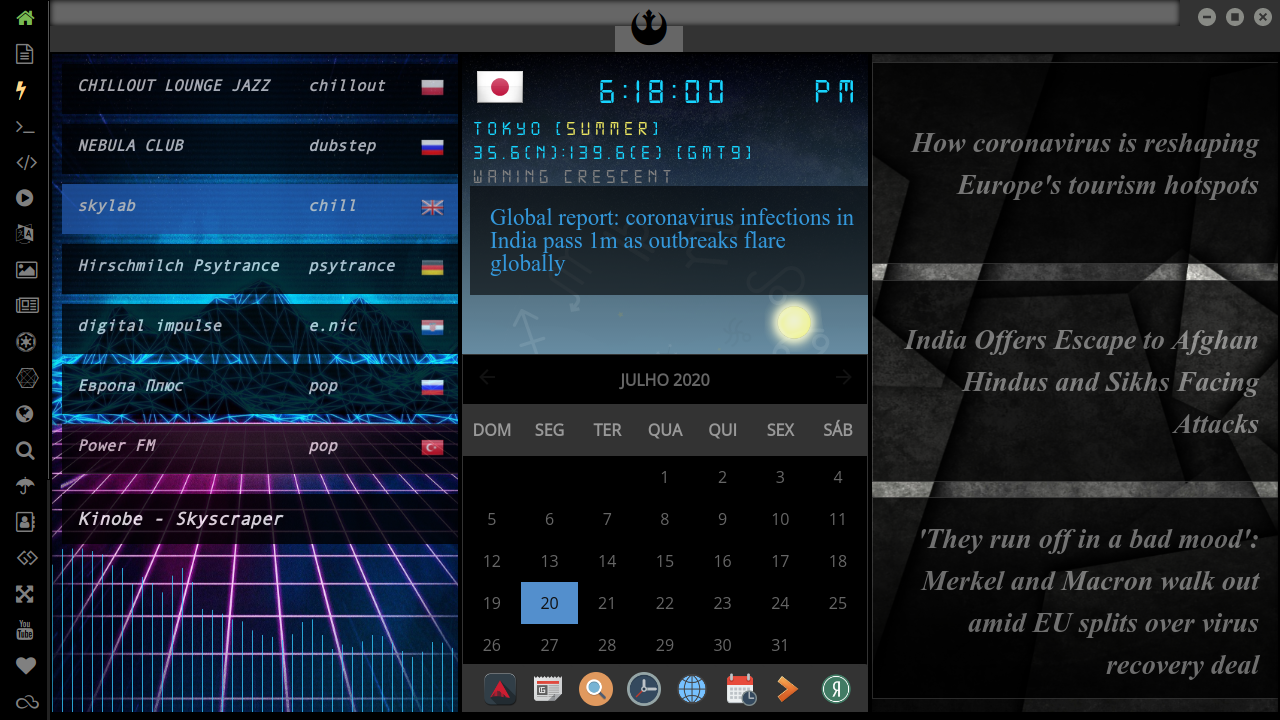 CHILLOUT LOUNGE JAZZ chillout
NEBULA CLUB dubstep
skylab chill
Hirschmilch Psytrance psytrance
digital impulse e.nic
Европа Плюс pop
Power FM pop
Kinobe - Skyscraper
6:18:00 PM
TOKYO [SUMMER]
35.6(N):139.6(E) [GMT9]
WANING CRESCENT
Global report: coronavirus infections in
India pass 1m as outbreaks flare
globally
JULHO 2020
DOM SEG TER QUA QUI SEX SÁB
1 2 3 4
5 6 7 8 9 10 11
12 13 14 15 16 17 18
19 20 21 22 23 24 25
26 27 28 29 30 31
How coronavirus is reshaping
Europe's tourism hotspots
India Offers Escape to Afghan
Hindus and Sikhs Facing
Attacks
'They run off in a bad mood':
Merkel and Macron walk out
amid EU splits over virus
recovery deal
You
Tube
Я